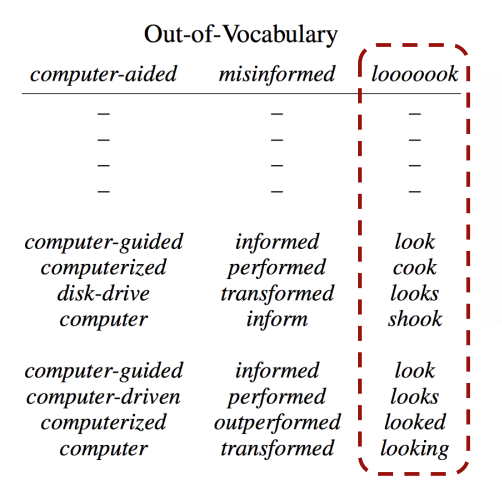 Out-of-Vocabulary
computer-aided misinformed looooook
– – –
– – –
– – –
– – –
computer-guided informed look
computerized performed cook
disk-drive transformed looks
computer inform shook
computer-guided informed look
computer-driven performed looks
computerized outperformed looked
computer transformed looking